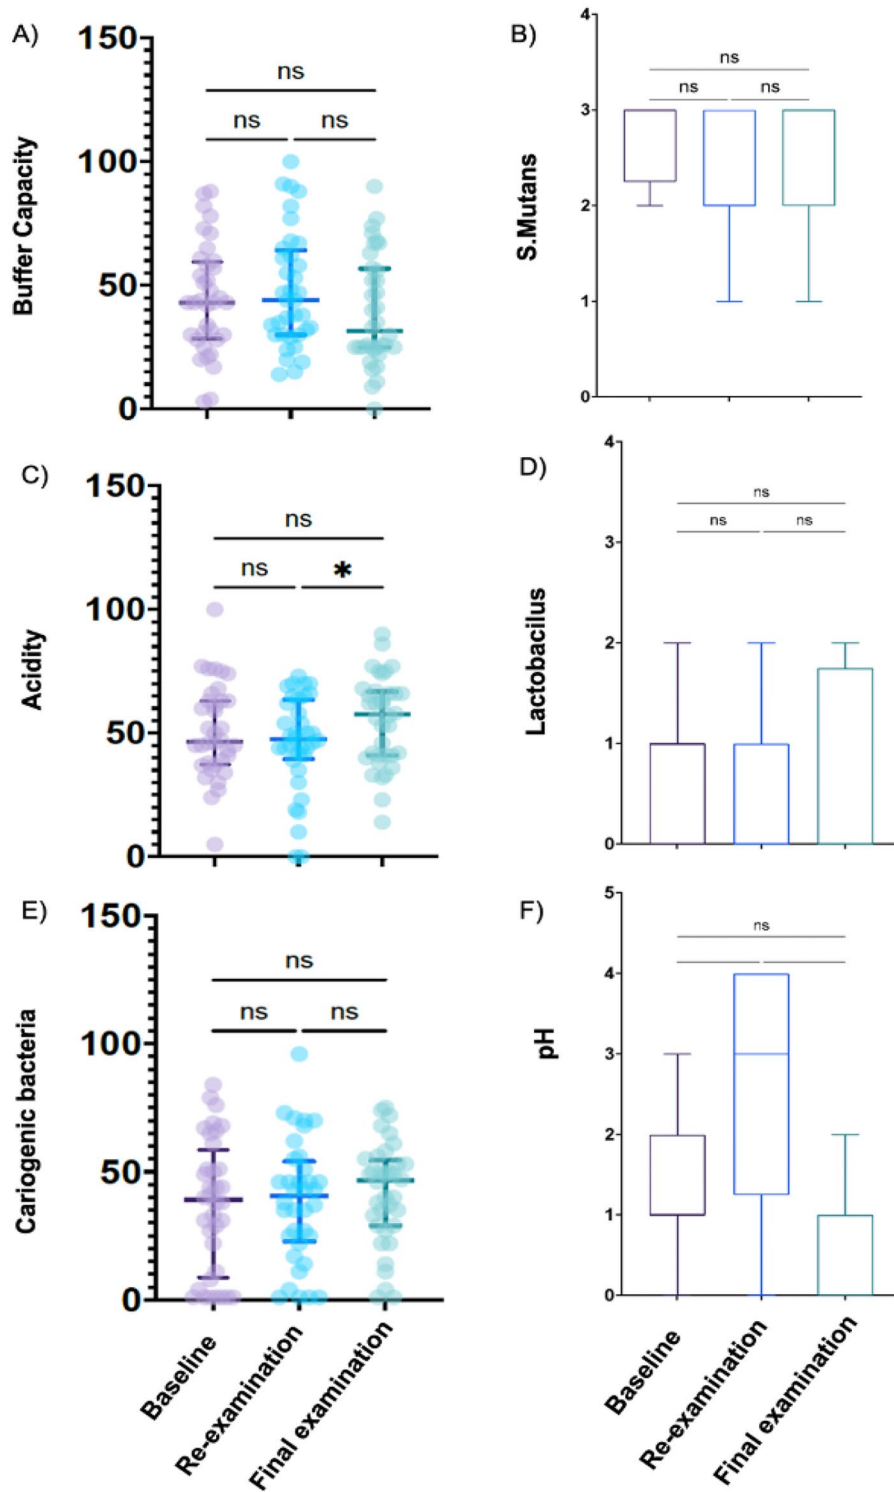 A)
Buffer Capacity
150
100
50
0
ns
ns
ns
B)
S.Mutans
4
3
2
1
0
ns
ns
ns
C)
Acidity
150
100
50
0
ns
ns
*
D)
Lactobacilus
4
3
2
1
0
ns
ns
ns
E)
Cariogenic bacteria
150
100
50
0
ns
ns
ns
Baseline
Re-examination
Final examination
F)
pH
5
4
3
2
1
0
ns
Baseline
Re-examination
Final examination